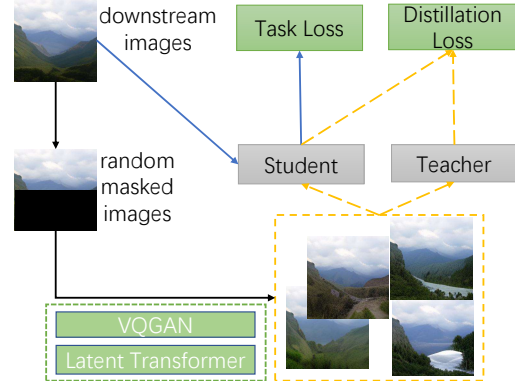 downstream
images
Task Loss
Distillation
Loss
random
masked
images
Student
Teacher
VQGAN
Latent Transformer